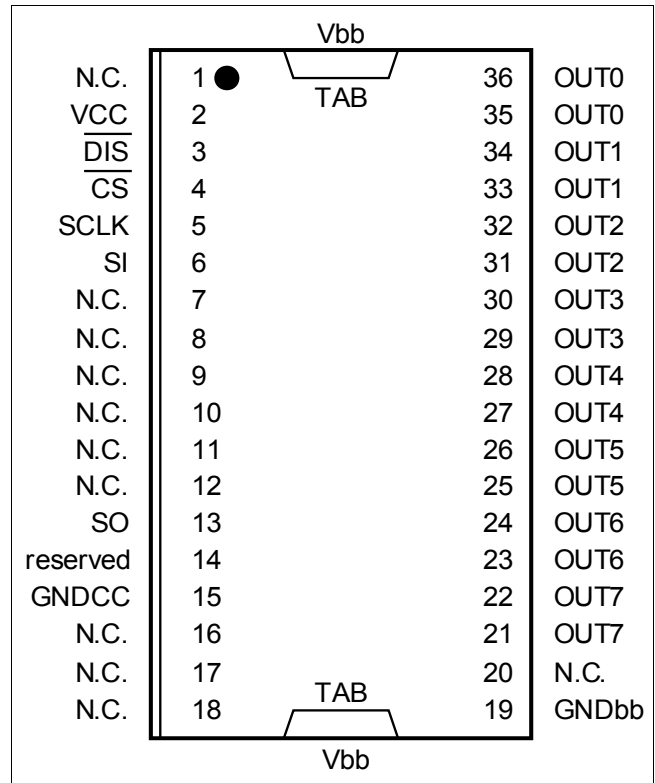 Vbb
TAB
N.C. 1 36 OUT0
VCC 2 35 OUT0
D̅I̅S̅ 3 34 OUT1
C̅S̅ 4 33 OUT1
SCLK 5 32 OUT2
SI 6 31 OUT2
N.C. 7 30 OUT3
N.C. 8 29 OUT3
N.C. 9 28 OUT4
N.C. 10 27 OUT4
N.C. 11 26 OUT5
N.C. 12 25 OUT5
SO 13 24 OUT6
reserved 14 23 OUT6
GNDCC 15 22 OUT7
N.C. 16 21 OUT7
N.C. 17 20 N.C.
N.C. 18 19 GNDbb
TAB
Vbb